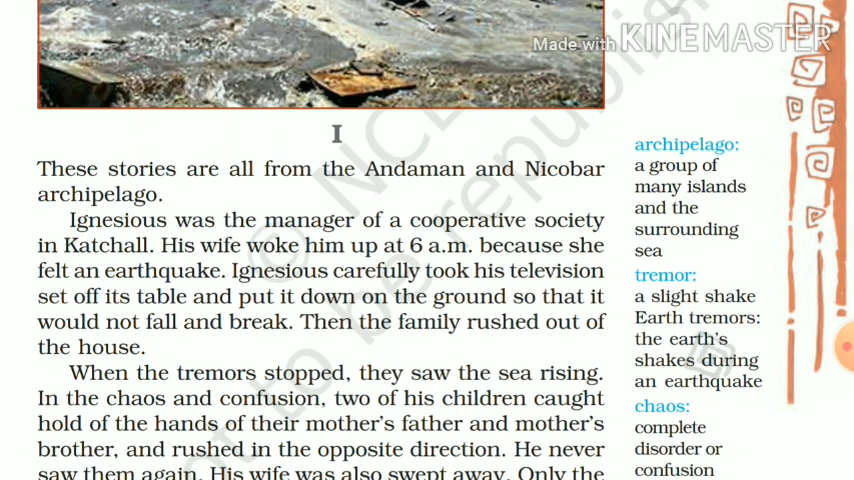 Made with KINEMASTER
I
These stories are all from the Andaman and Nicobar
archipelago.
Ignesious was the manager of a cooperative society
in Katchall. His wife woke him up at 6 a.m. because she
felt an earthquake. Ignesious carefully took his television
set off its table and put it down on the ground so that it
would not fall and break. Then the family rushed out of
the house.
When the tremors stopped, they saw the sea rising.
In the chaos and confusion, two of his children caught
hold of the hands of their mother's father and mother's
brother, and rushed in the opposite direction. He never
saw them again. His wife was also swept away. Only the
archipelago:
a group of
many islands
and the
surrounding
sea
tremor:
a slight shake
Earth tremors:
the earth's
shakes during
an earthquake
chaos:
complete
disorder or
confusion
© NCE
not to be republish